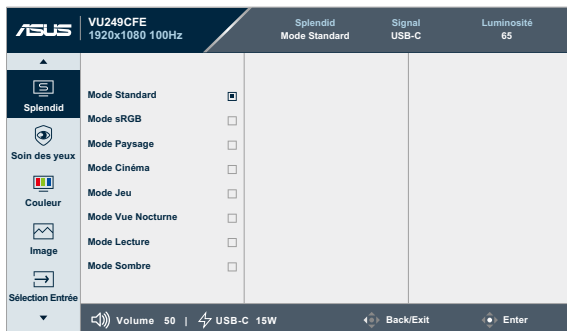 ASUS
VU249CFE
1920x1080 100Hz
Splendid
Mode Standard
Signal
USB-C
Luminosité
65
Splendid
Soin des yeux
Couleur
Image
Sélection Entrée
Mode Standard
Mode sRGB
Mode Paysage
Mode Cinéma
Mode Jeu
Mode Vue Nocturne
Mode Lecture
Mode Sombre
Volume 50 | USB-C 15W
Back/Exit
Enter